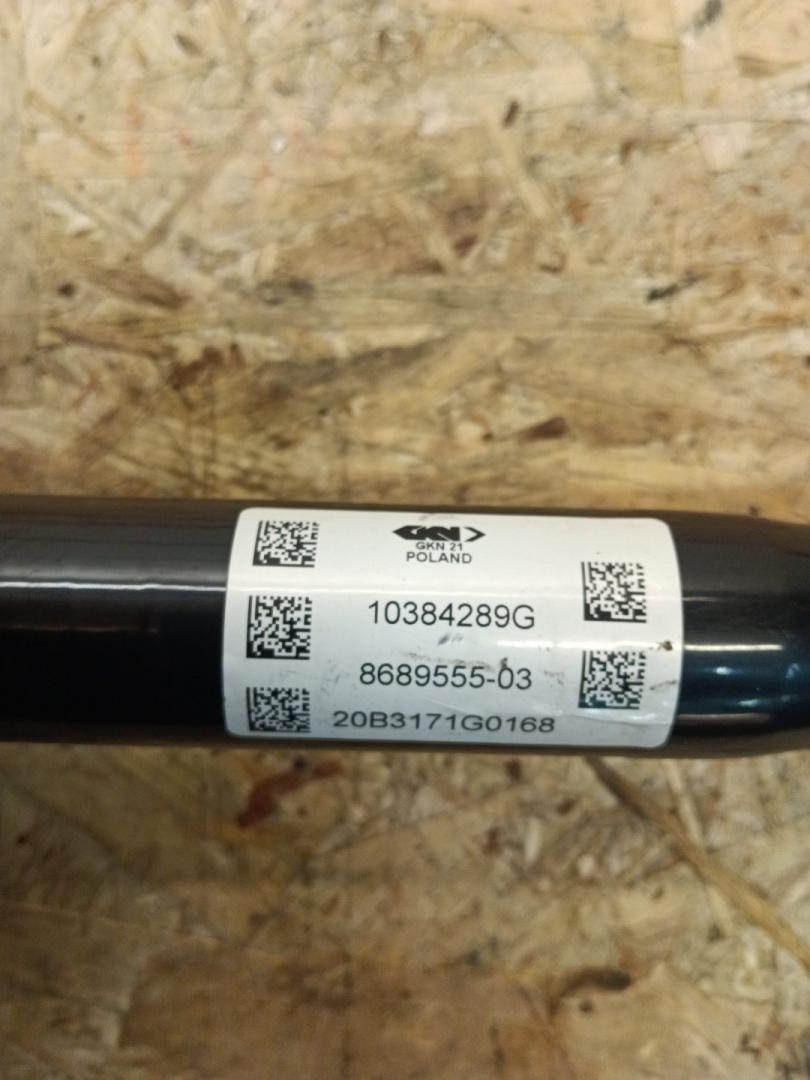 GKN
GKN 21
POLAND
10384289G
8689555-03
20B3171G0168